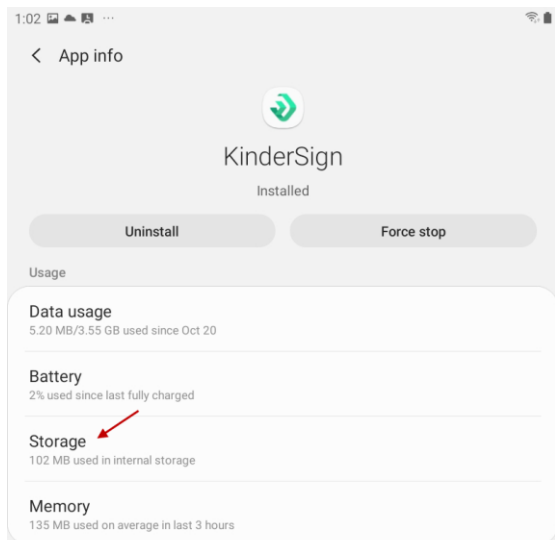 1:02
App info
KinderSign
Installed
Uninstall
Force stop
Usage
Data usage
5.20 MB/3.55 GB used since Oct 20
Battery
2% used since last fully charged
Storage
102 MB used in internal storage
Memory
135 MB used on average in last 3 hours